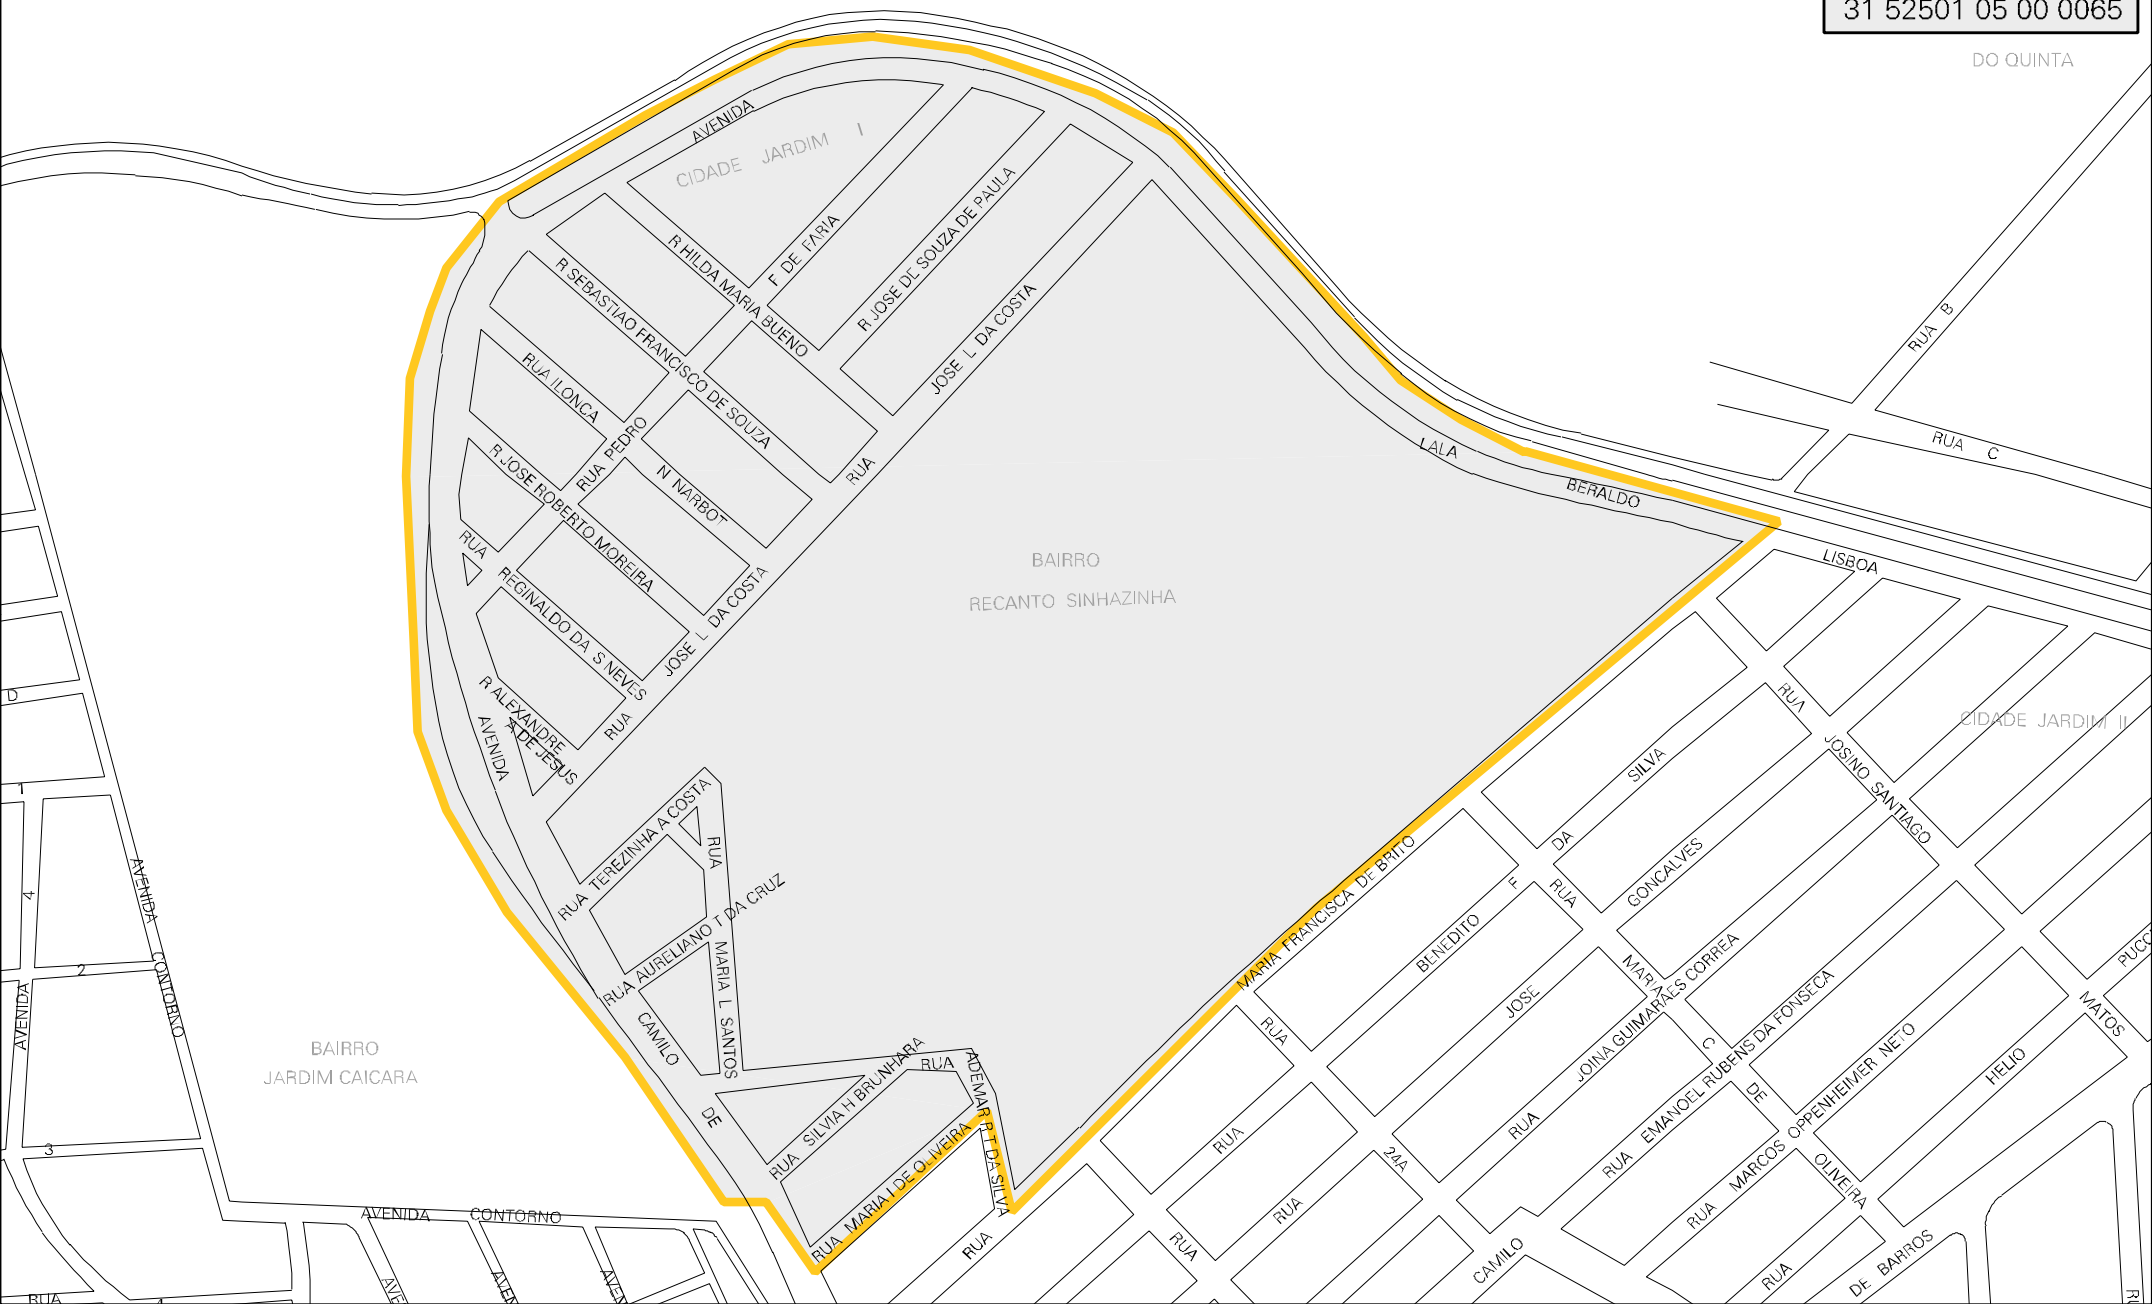 31 52501 05 00 0065
DO QUINTA
AVENIDA
CIDADE JARDIM I
R HILDA MARIA BUENO
F DE FARIA
R JOSE DE SOUZA DE PAULA
R SEBASTIAO FRANCISCO DE SOUZA
JOSE L DA COSTA
RUA B
RUA ILONCA
RUA PEDRO
RUA
LALA
BERALDO
RUA C
R JOSE ROBERTO MOREIRA
N NARBOT
RUA
REGINALDO DA S NEVES
BAIRRO
RECANTO SINHAZINHA
LISBOA
JOSE L DA COSTA
RUA
R ALEXANDRE
A DE JESUS
AVENIDA
D
RUA
JOSINO SANTIAGO
CIDADE JARDIM II
SILVA
DA
1
RUA TEREZINHA A COSTA
RUA
MARIA FRANCISCA DE BRITO
F
RUA
GONCALVES
4
AVENIDA
CONTORNO
RUA AURELIANO T DA CRUZ
MARIA L SANTOS
BENEDITO
MARIA
JOINA GUIMARAES CORREA
2
AVENIDA
CAMILO
JOSE
RUA
EMANOEL RUBENS DA FONSECA
PUCC
MATOS
BAIRRO
JARDIM CAICARA
RUA
ADEMAR R T DA SILVA
RUA SILVIA H BRUNHARA
C
DE
OPPENHEIMER NETO
HELIO
DE
RUA
RUA
RUA
24A
3
RUA MARIA I DE OLIVEIRA
MARCOS
OLIVEIRA
AVENIDA CONTORNO
RUA
RUA
RUA
RUA
CAMILO
RUA
DE BARROS
AVE
AVEN
AVEN
RUA
4
RU